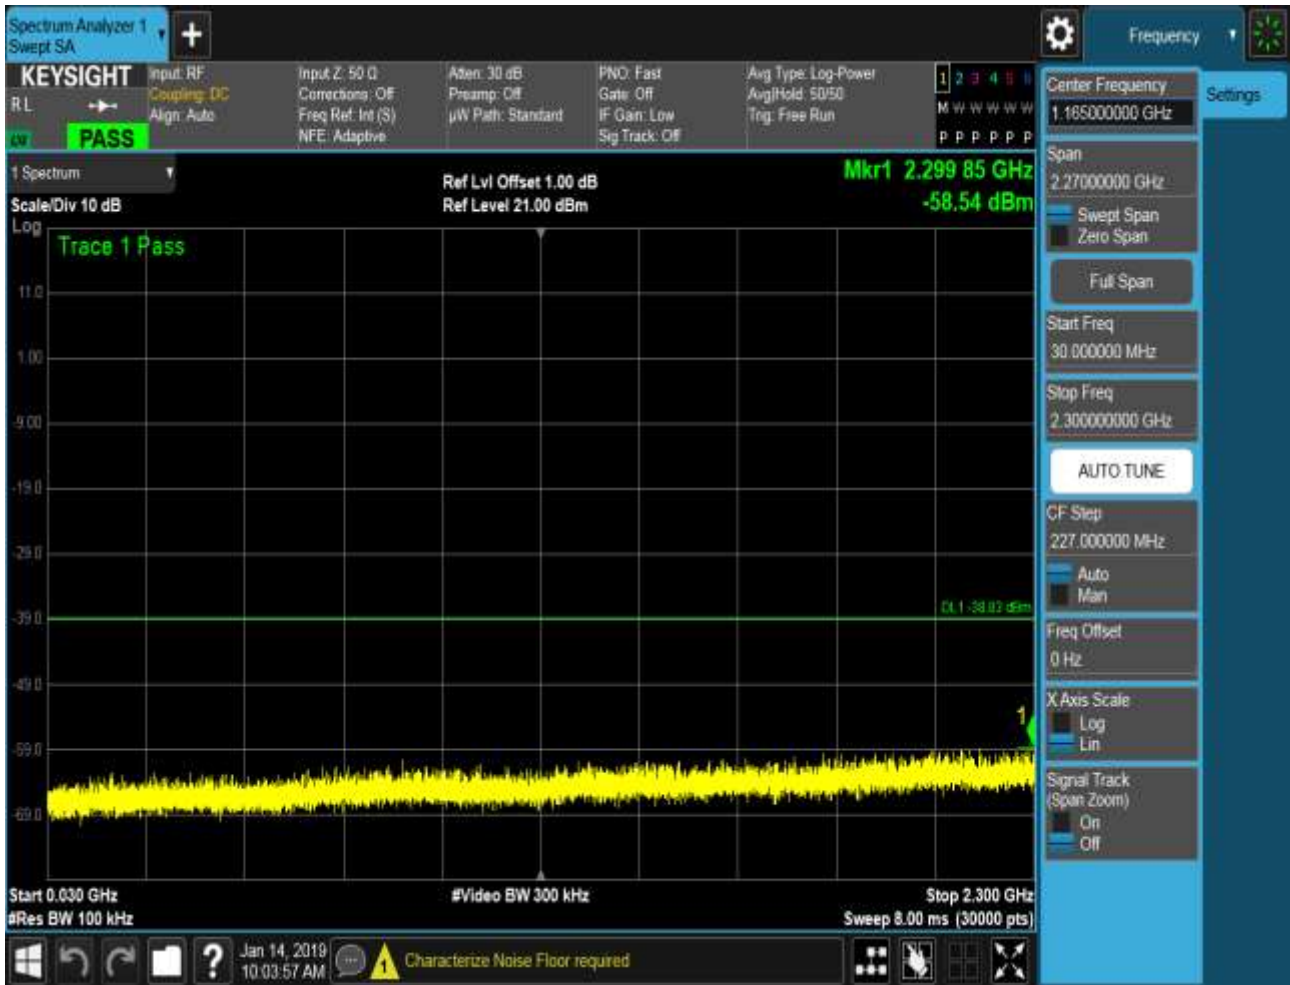 Spectrum Analyzer 1
Swept SA
Frequency
KEYSIGHT
Input: RF
Coupling: DC
Align: Auto
Input Z: 50 Ω
Corrections: Off
Freq Ref: Int (S)
NFE: Adaptive
Atten: 30 dB
Preamp: Off
µW Path: Standard
PNO: Fast
Gate: Off
IF Gain: Low
Sig Track: Off
Avg Type: Log-Power
Avg|Hold: 50/50
Trig: Free Run
1 2 3 4 5 6
M W W W W W
P P P P P P
R L
PASS
Settings
1 Spectrum
Scale/Div 10 dB
Log
Ref Lvl Offset 1.00 dB
Ref Level 21.00 dBm
Mkr1 2.299 85 GHz
-58.54 dBm
Trace 1 Pass
11.0
1.00
-9.00
-19.0
-29.0
-39.0
-49.0
-59.0
-69.0
DL1 -38.83 dBm
1
Start 0.030 GHz
#Video BW 300 kHz
Stop 2.300 GHz
#Res BW 100 kHz
Sweep 8.00 ms (30000 pts)
Center Frequency
1.165000000 GHz
Span
2.27000000 GHz
Swept Span
Zero Span
Full Span
Start Freq
30.000000 MHz
Stop Freq
2.300000000 GHz
AUTO TUNE
CF Step
227.000000 MHz
Auto
Man
Freq Offset
0 Hz
X Axis Scale
Log
Lin
Signal Track
(Span Zoom)
On
Off
?
Jan 14, 2019
10:03:57 AM
1
Characterize Noise Floor required